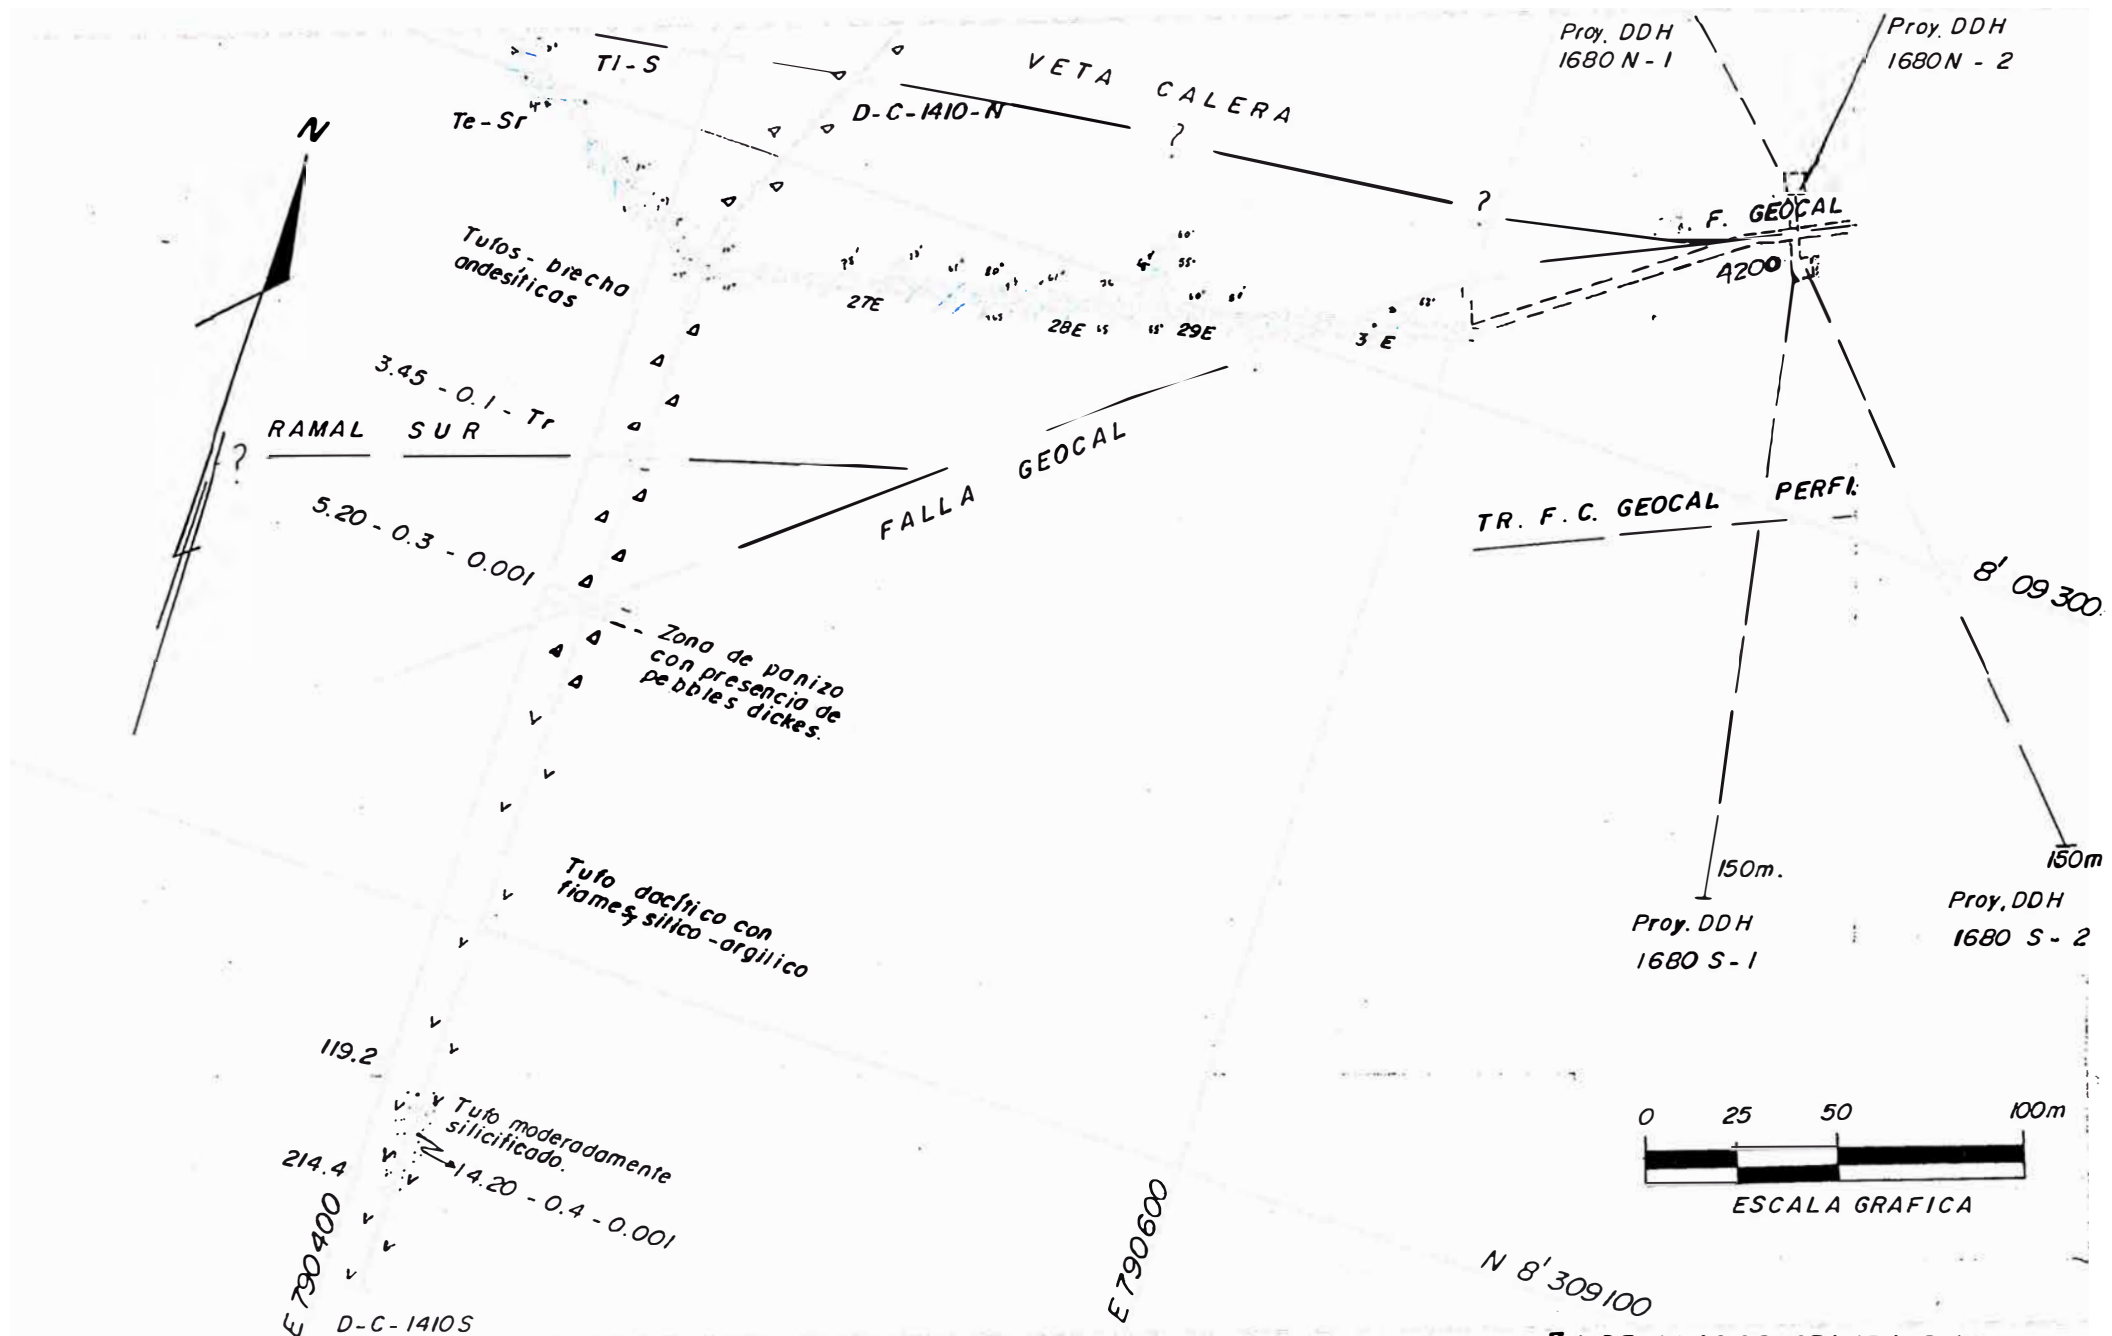 Proy. DDH
1680 N - 1
Proy. DDH
1680N - 2
TI - S
VETA CALERA
Te - Sr
D-C-1410-N
?
N
?
F. GEOCAL
4200
Tufos, brecha
andesíticas
27E
28E
29E
3 E
3.45 - 0.1 - Tr
RAMAL SUR
?
GEOCAL
FALLA
5.20 - 0.3 - 0.001
TR. F. C. GEOCAL PERFI
8' 09 300
Zona de panizo
con presencia de
pebbles dickes.
150m.
150m
Proy. DDH
1680 S - 1
Proy. DDH
1680 S - 2
Tufo dacítico con
fiames, silico - argilico
119.2
Tufo moderadamente
silicificado.
214.4
14.20 - 0.4 - 0.001
0 25 50 100m
ESCALA GRAFICA
E 790400
E 790600
N 8' 309100
D-C-1410S